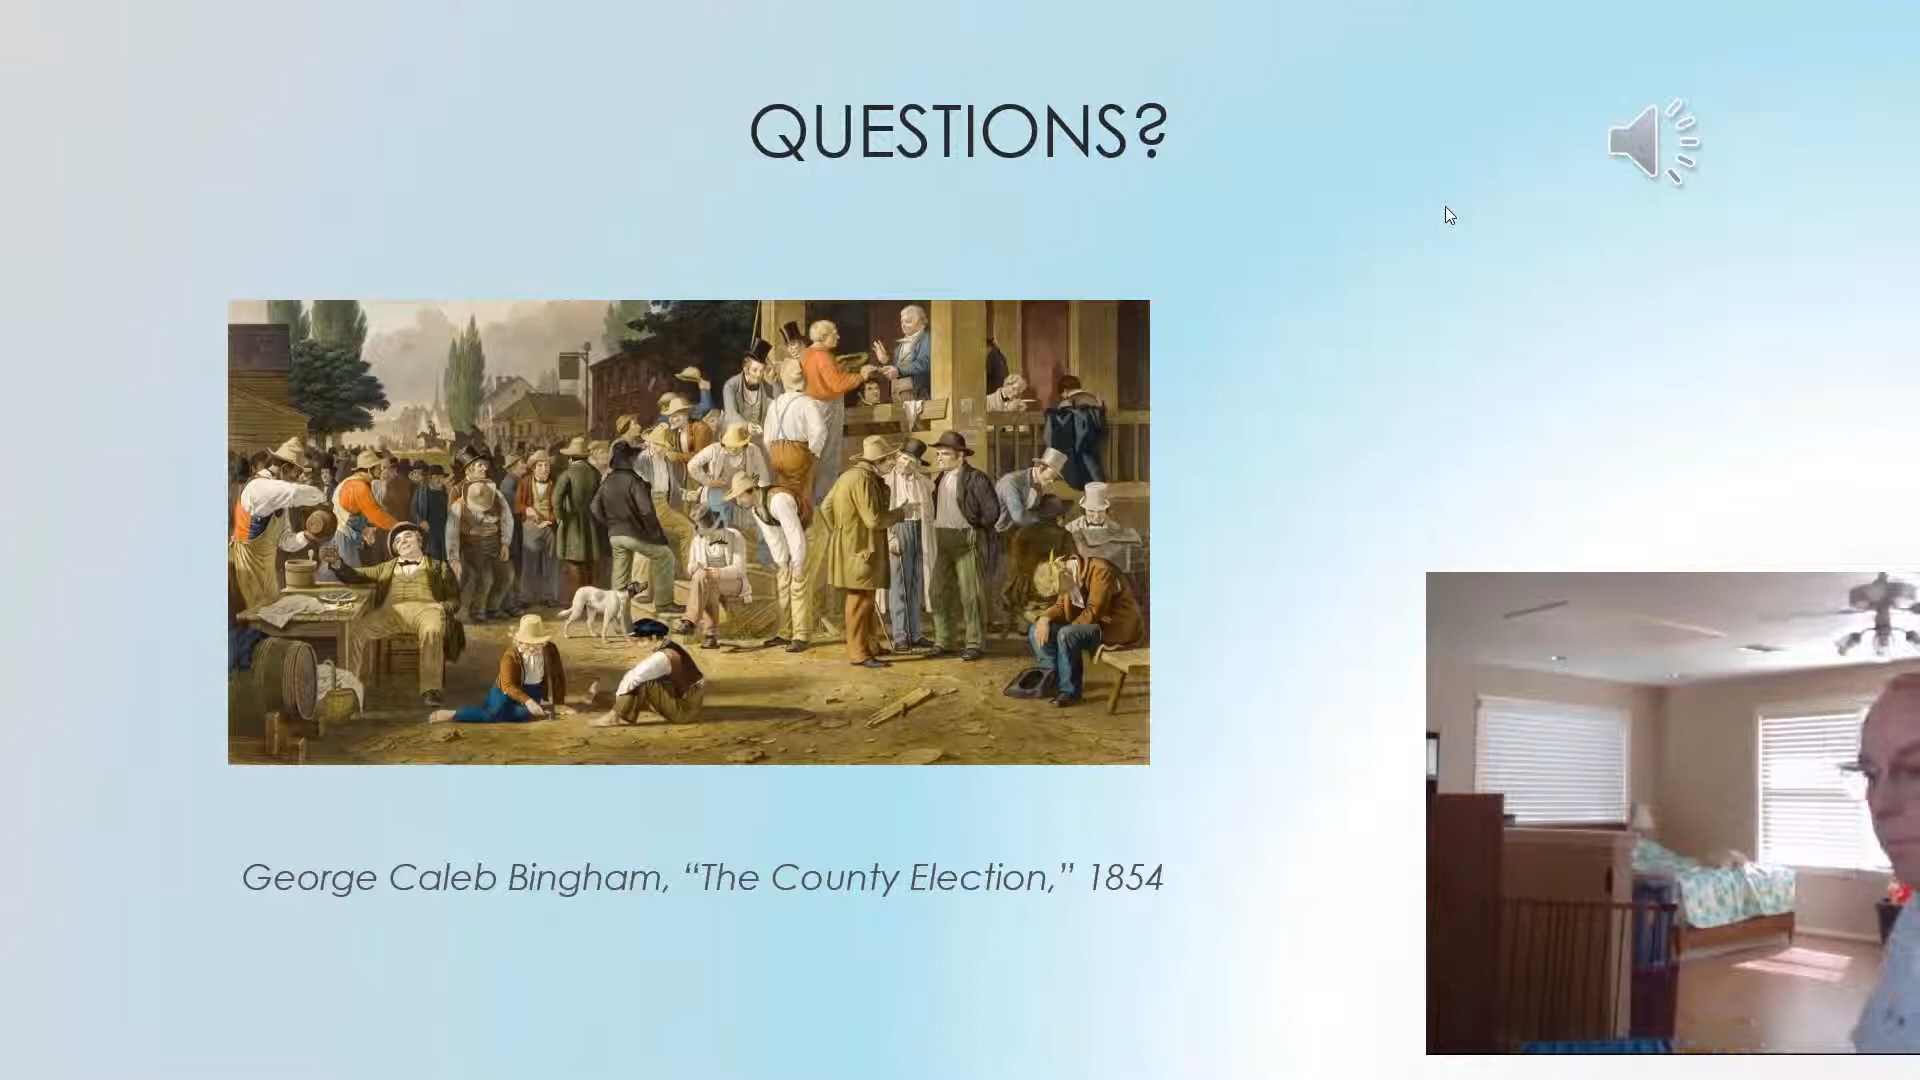 QUESTIONS?
George Caleb Bingham, “The County Election,” 1854